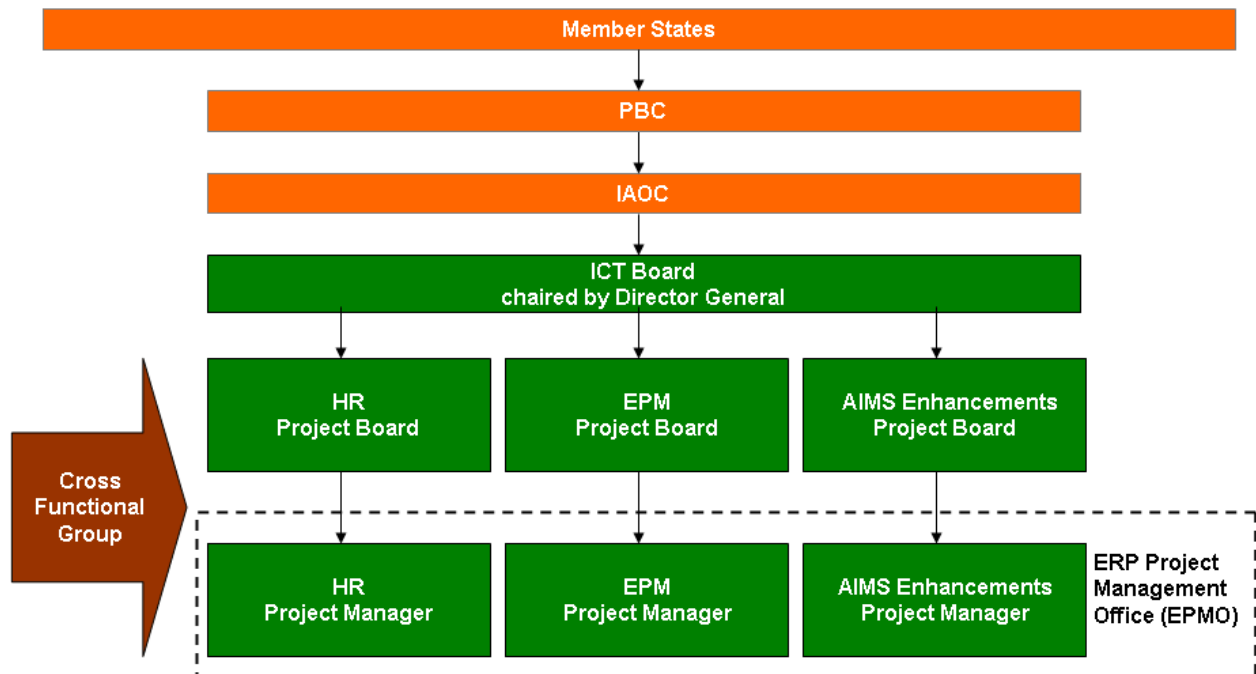 Member States
PBC
IAOC
ICT Board
chaired by Director General
HR
Project Board
EPM
Project Board
AIMS Enhancements
Project Board
Cross
Functional
Group
HR
Project Manager
EPM
Project Manager
AIMS Enhancements
Project Manager
ERP Project
Management
Office (EPMO)